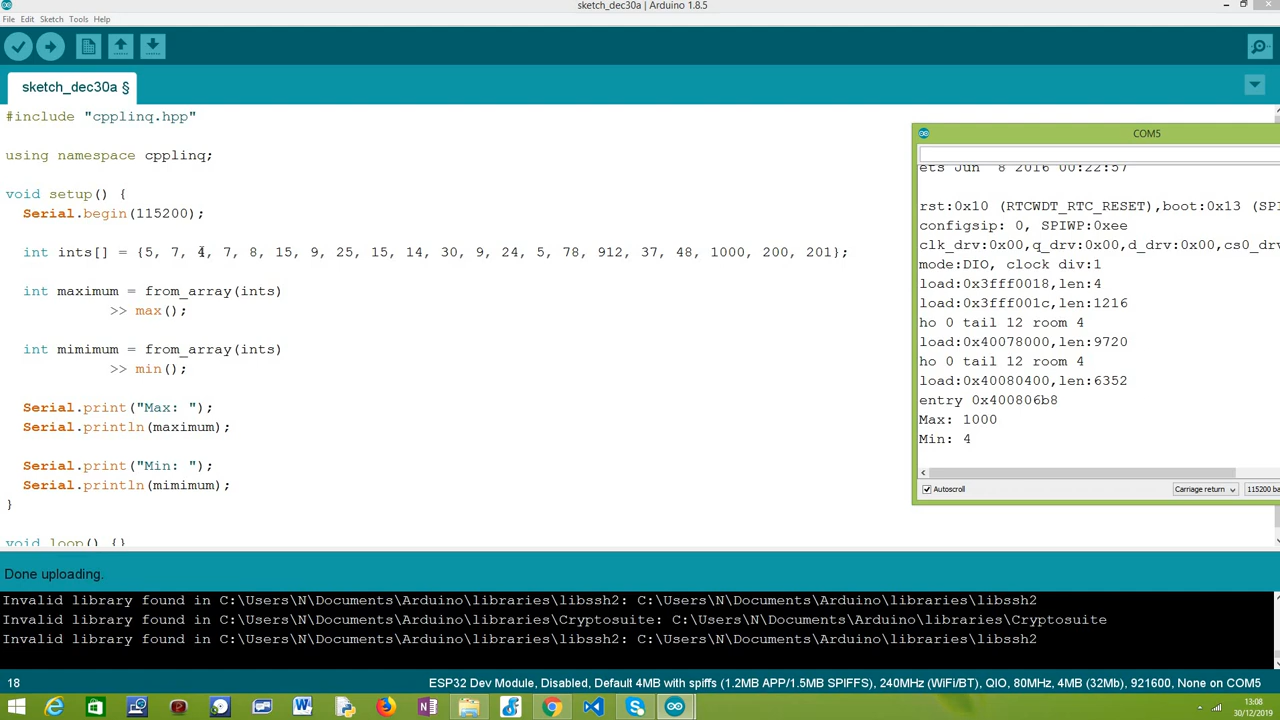 sketch_dec30a | Arduino 1.8.5
File Edit Sketch Tools Help
sketch_dec30a §
#include "cpplinq.hpp"
using namespace cpplinq;
void setup() {
Serial.begin(115200);
int ints[] = {5, 7, 4, 7, 8, 15, 9, 25, 15, 14, 30, 9, 24, 5, 78, 912, 37, 48, 1000, 200, 201};
int maximum = from_array(ints)
>> max();
int mimimum = from_array(ints)
>> min();
Serial.print("Max: ");
Serial.println(maximum);
Serial.print("Min: ");
Serial.println(mimimum);
}
void loop() {}
COM5
ets Jun 8 2016 00:22:57
rst:0x10 (RTCWDT_RTC_RESET),boot:0x13 (SPI
configsip: 0, SPIWP:0xee
clk_drv:0x00,q_drv:0x00,d_drv:0x00,cs0_drv
mode:DIO, clock div:1
load:0x3fff0018,len:4
load:0x3fff001c,len:1216
ho 0 tail 12 room 4
load:0x40078000,len:9720
ho 0 tail 12 room 4
load:0x40080400,len:6352
entry 0x400806b8
Max: 1000
Min: 4
Autoscroll
Carriage return
115200 ba
Done uploading.
Invalid library found in C:\Users\N\Documents\Arduino\libraries\libssh2: C:\Users\N\Documents\Arduino\libraries\libssh2
Invalid library found in C:\Users\N\Documents\Arduino\libraries\Cryptosuite: C:\Users\N\Documents\Arduino\libraries\Cryptosuite
Invalid library found in C:\Users\N\Documents\Arduino\libraries\libssh2: C:\Users\N\Documents\Arduino\libraries\libssh2
18
ESP32 Dev Module, Disabled, Default 4MB with spiffs (1.2MB APP/1.5MB SPIFFS), 240MHz (WiFi/BT), QIO, 80MHz, 4MB (32Mb), 921600, None on COM5
13:08
30/12/2019